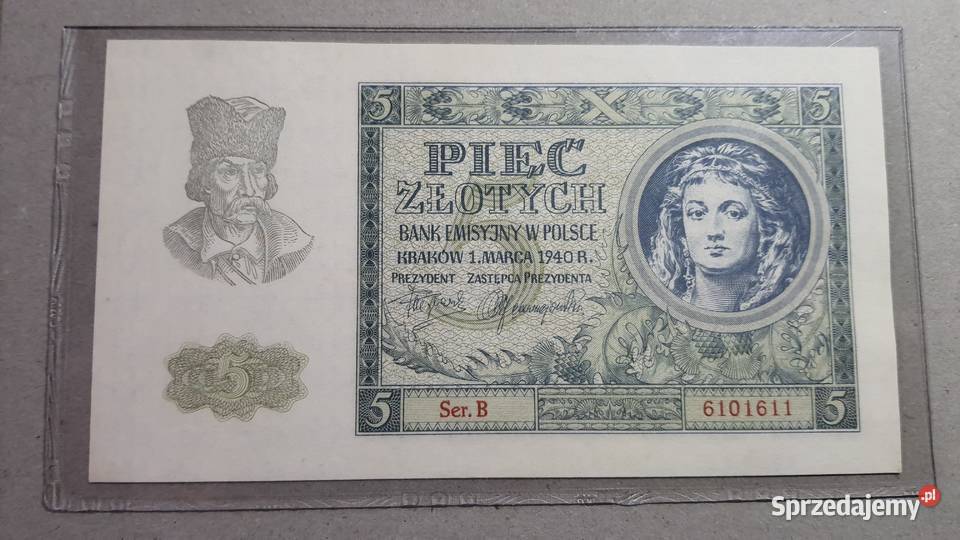 5
5
PIĘĆ
ZŁOTYCH
BANK EMISYJNY W POLSCE
KRAKÓW 1. MARCA 1940 R.
PREZYDENT ZASTĘPCA PREZYDENTA
5
5
Ser. B
6101611
5
Sprzedajemy.pl